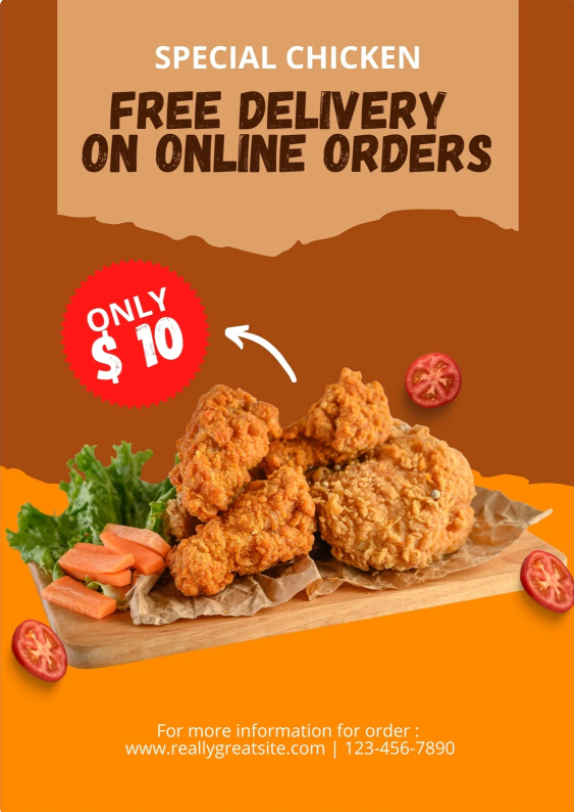 SPECIAL CHICKEN
FREE DELIVERY
ON ONLINE ORDERS
ONLY
$ 10
For more information for order :
www.reallygreatsite.com | 123-456-7890